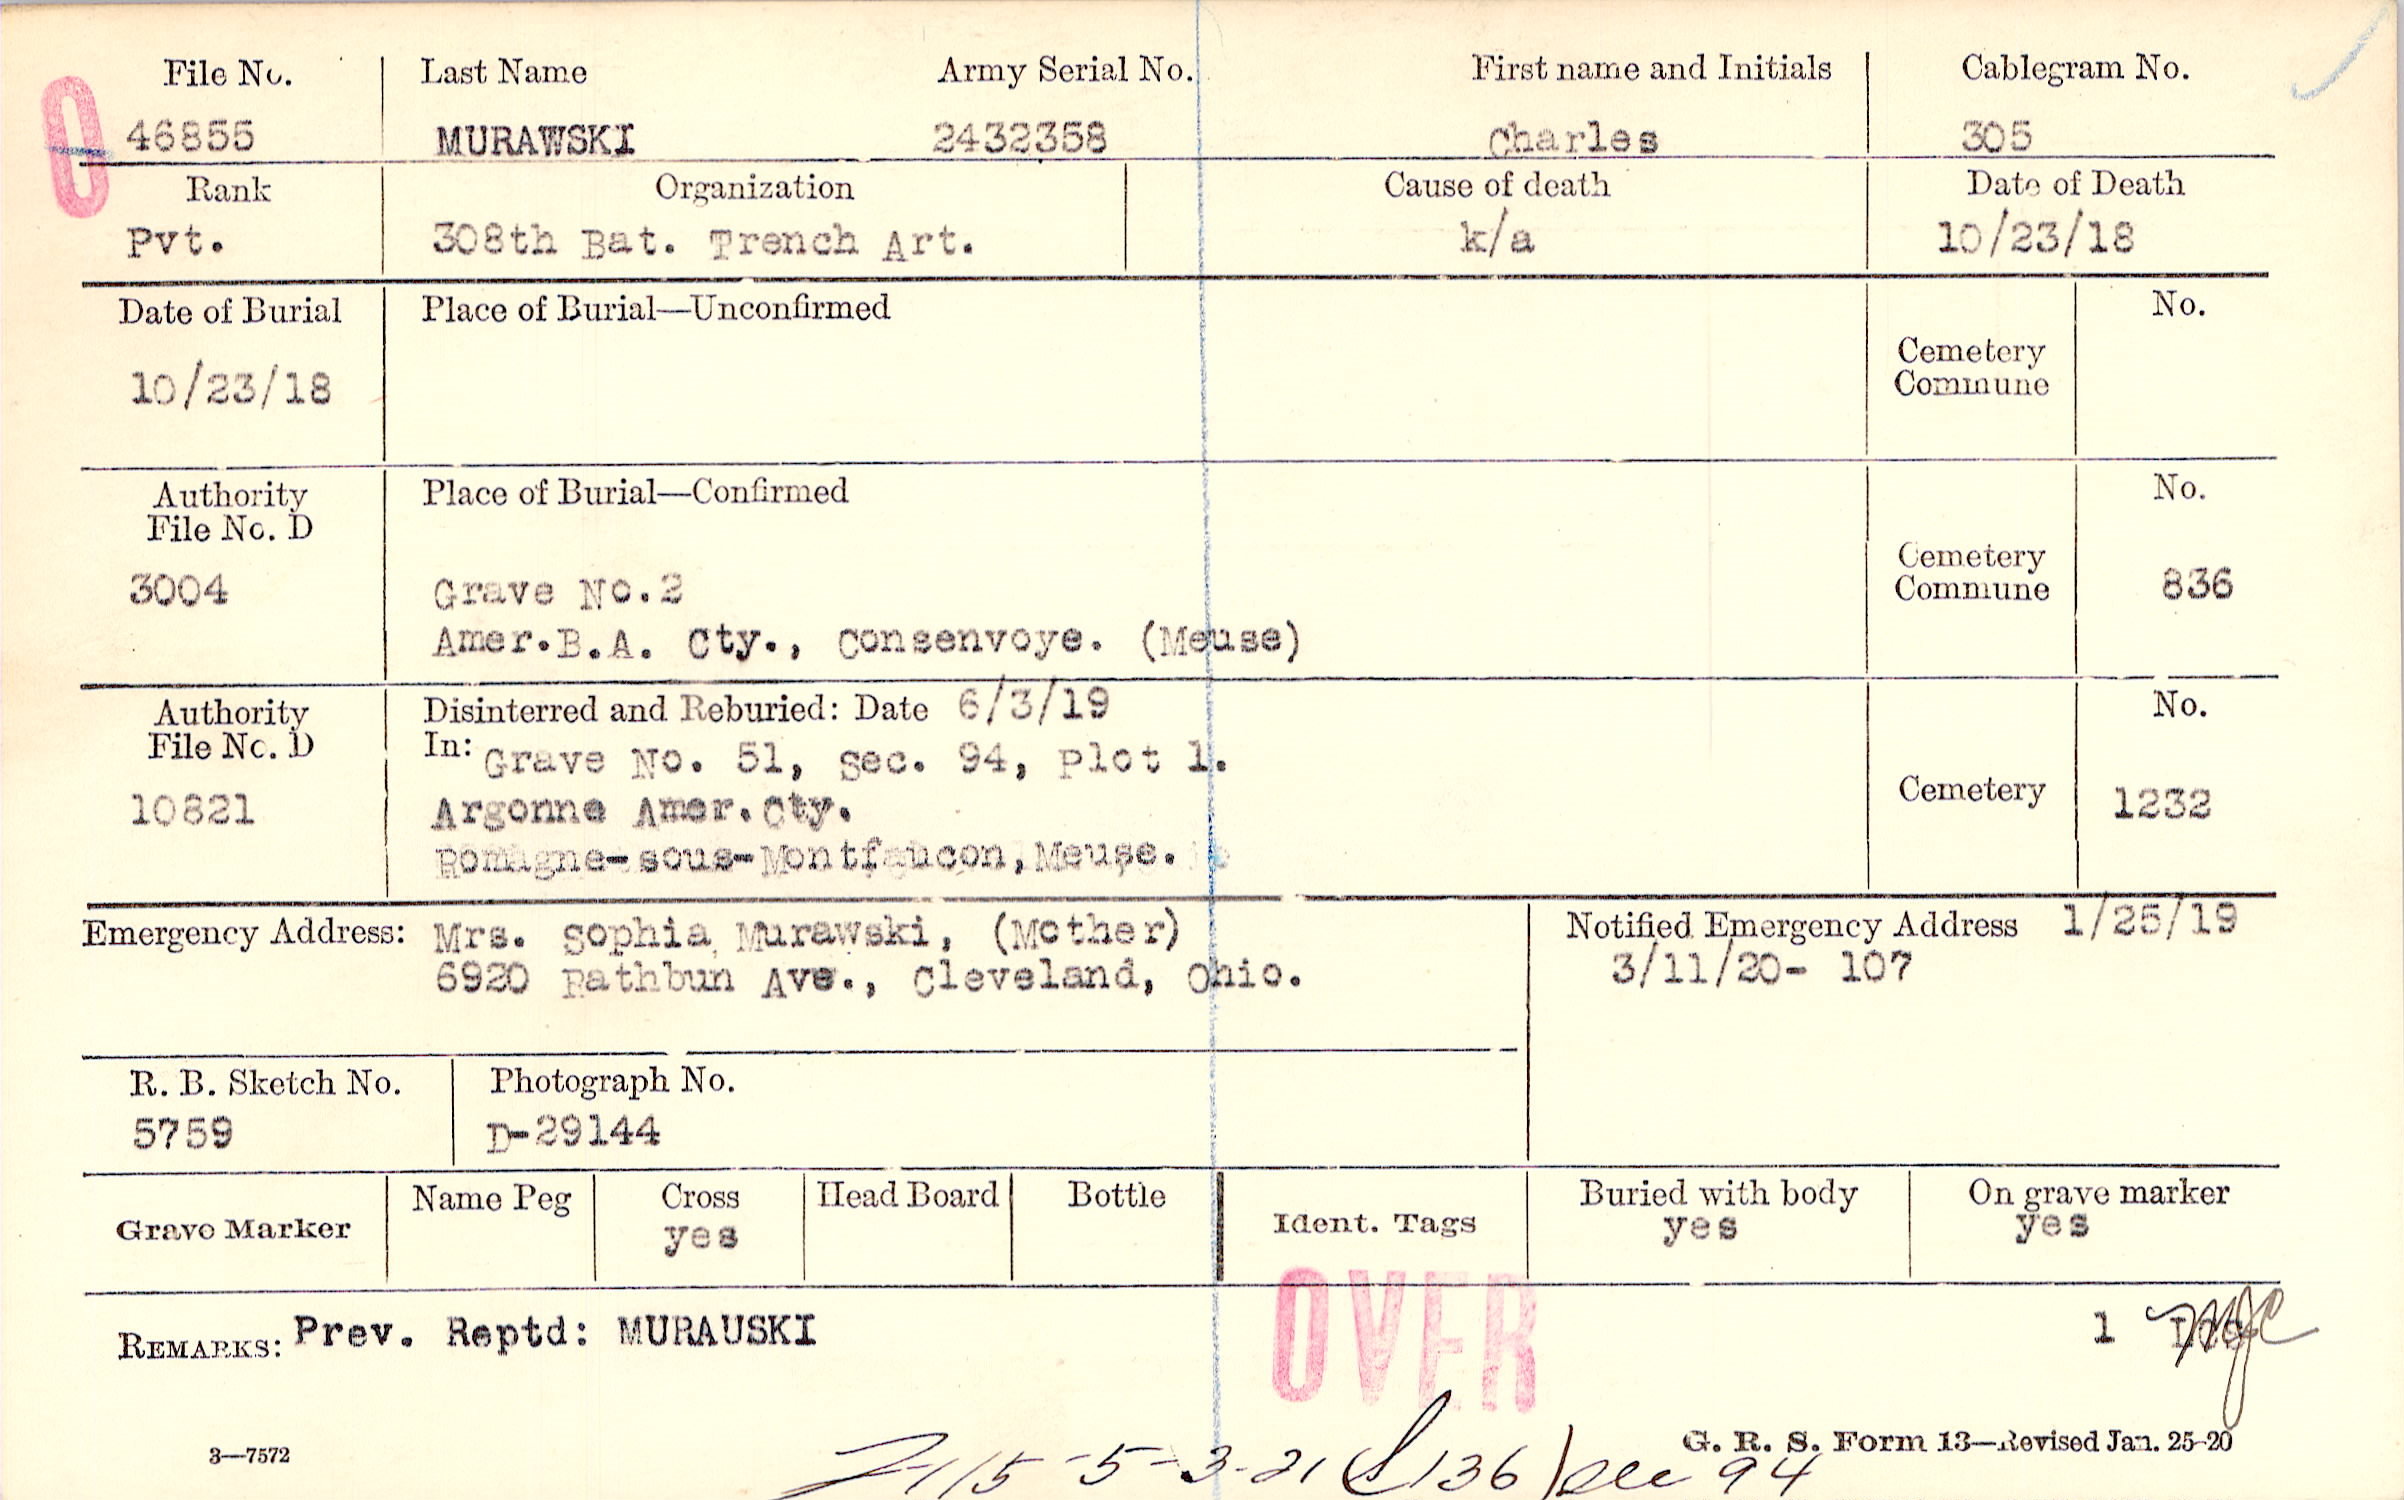 File No. Last Name Army Serial No. First name and Initials Cablegram No.
O
46855 MURAWSKI 2432358 Charles 305
Rank Organization Cause of death Date of Death
Pvt. 308th Bat. Trench Art. k/a 10/23/18
Date of Burial Place of Burial—Unconfirmed No.
Cemetery
Commune
10/23/18
Authority Place of Burial—Confirmed No.
File No. D
Cemetery
3004 Grave No.2 Commune 836
Amer.B.A. Cty., Consenvoye. (Meuse)
Authority Disinterred and Reburied: Date 6/3/19 No.
File No. D In: Grave No. 51, Sec. 94, Plot 1.
10821 Argonne Amer.Cty. Cemetery 1232
Romagne-sous-Montfaucon,Meuse.
Emergency Address: Mrs. Sophia Murawski, (Mother) Notified Emergency Address 1/25/19
6920 Rathbun Ave., Cleveland, Ohio. 3/11/20- 107
R. B. Sketch No. Photograph No.
5759 D-29144
Grave Marker Name Peg Cross Head Board Bottle Ident. Tags Buried with body On grave marker
yes yes yes
REMARKS: Prev. Reptd: MURAUSKI 1
OVER
3—7572 G. R. S. Form 13—Revised Jan. 25-20
115-5-3-21 136 Sec 94